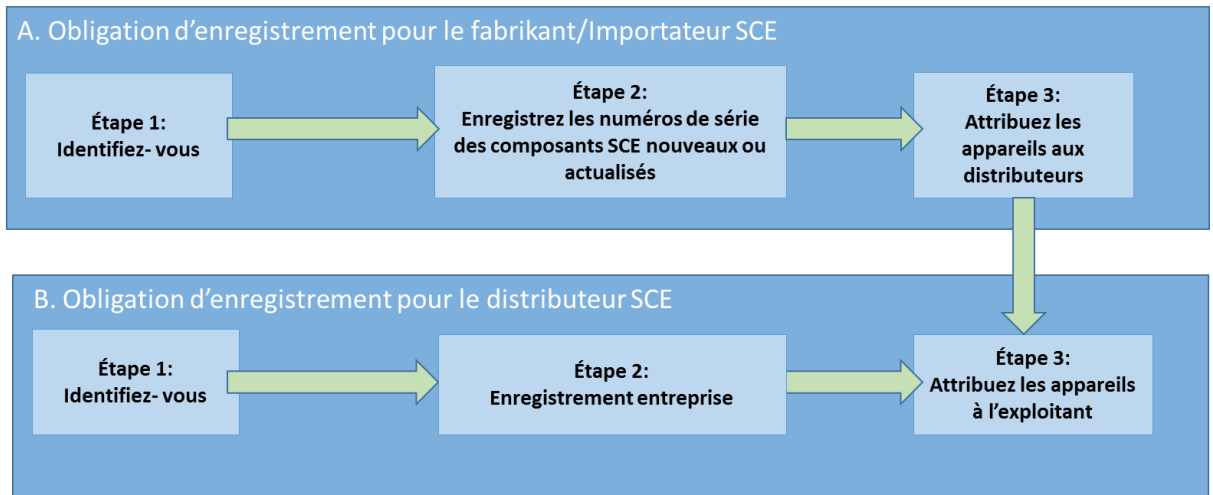 A. Obligation d’enregistrement pour le fabrikant/Importateur SCE
Étape 1:
Identifiez- vous
Étape 2:
Enregistrez les numéros de série
des composants SCE nouveaux ou
actualisés
Étape 3:
Attribuez les
appareils aux
distributeurs
B. Obligation d’enregistrement pour le distributeur SCE
Étape 1:
Identifiez- vous
Étape 2:
Enregistrement entreprise
Étape 3:
Attribuez les appareils
à l’exploitant